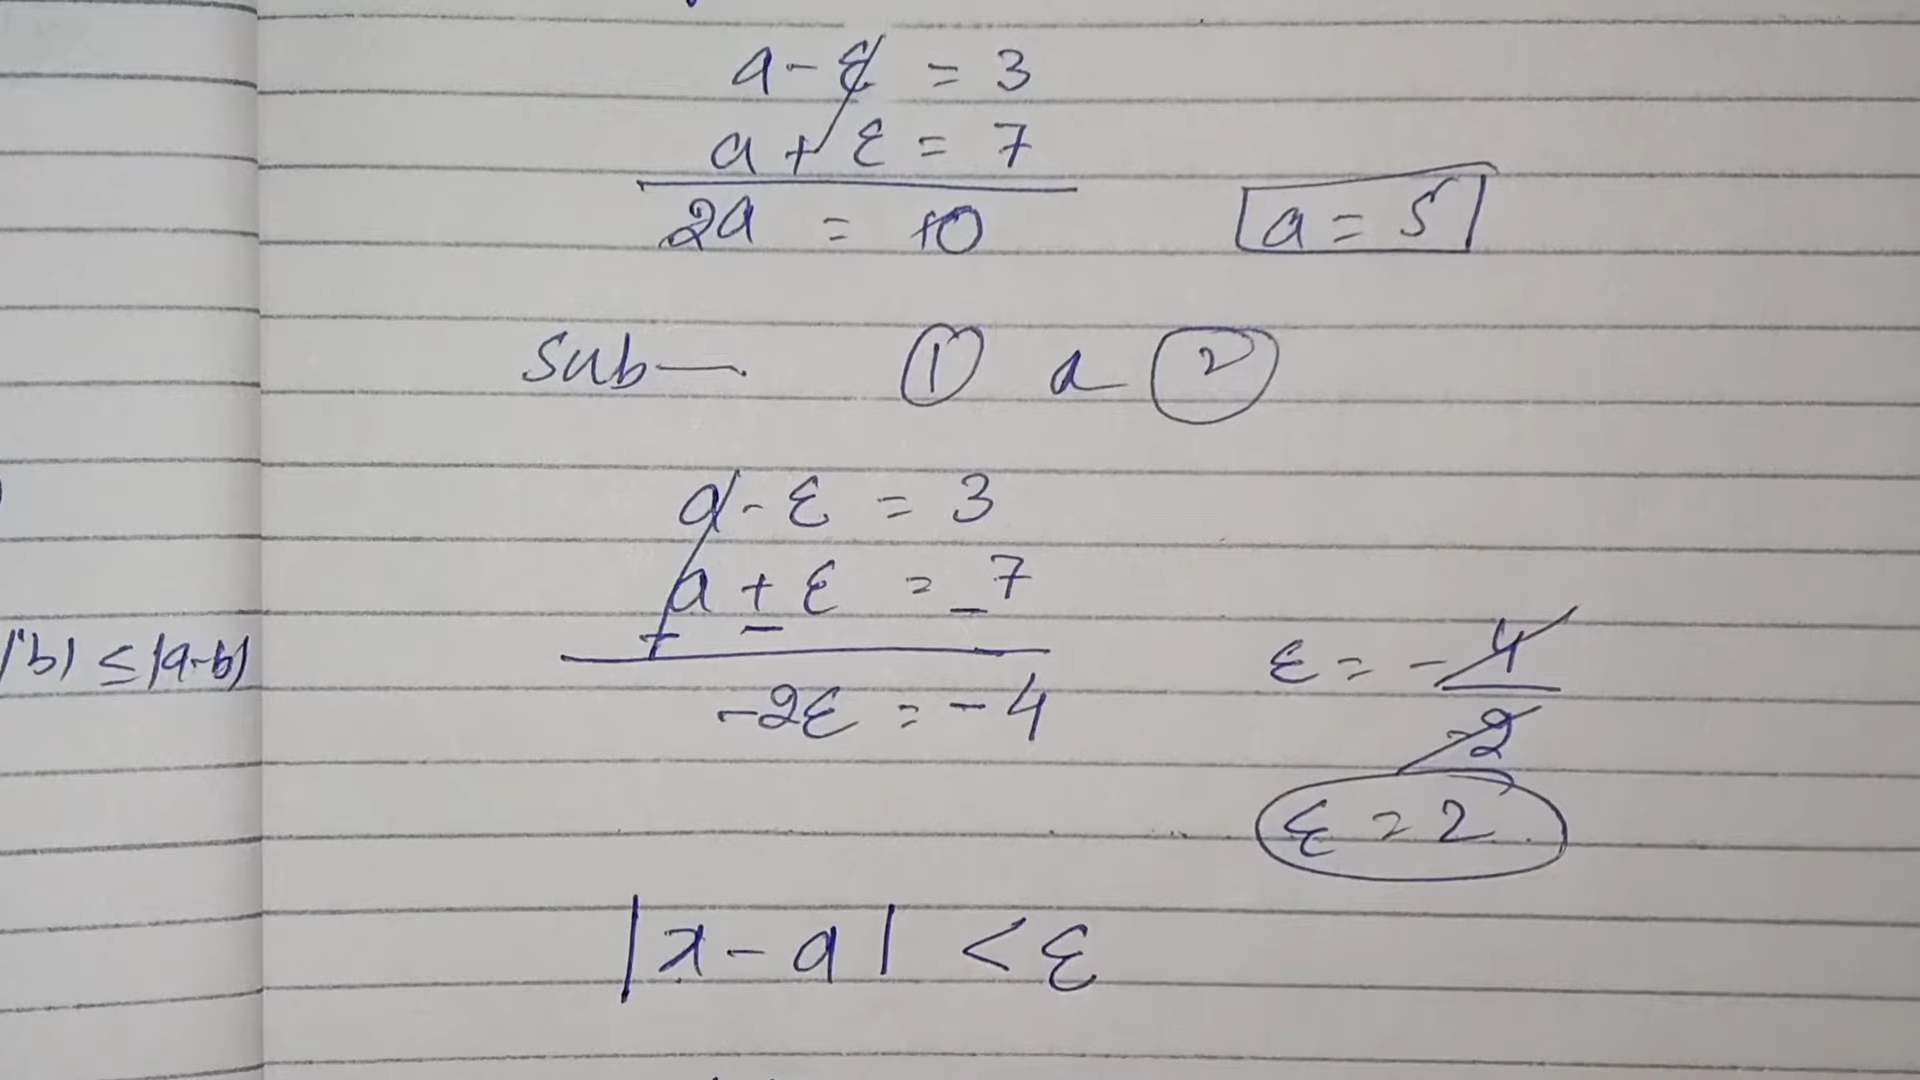 a - ε = 3
a + ε = 7
2a = 10
a = 5
sub — ① a ②
a - ε = 3
a + ε = 7
- - -
-2ε = -4
|b| ≤ |a-b|
ε = -4/-2
ε = 2
|x - a| < ε